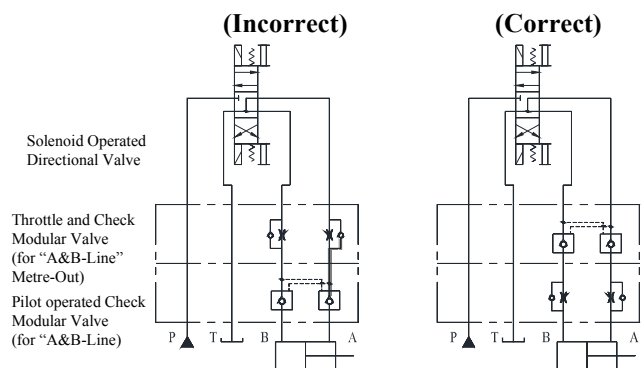 (Incorrect)
(Correct)
Solenoid Operated
Directional Valve
Throttle and Check
Modular Valve
(for “A&B-Line”
Metre-Out)
Pilot operated Check
Modular Valve
(for “A&B-Line)
P T B A
P T B A